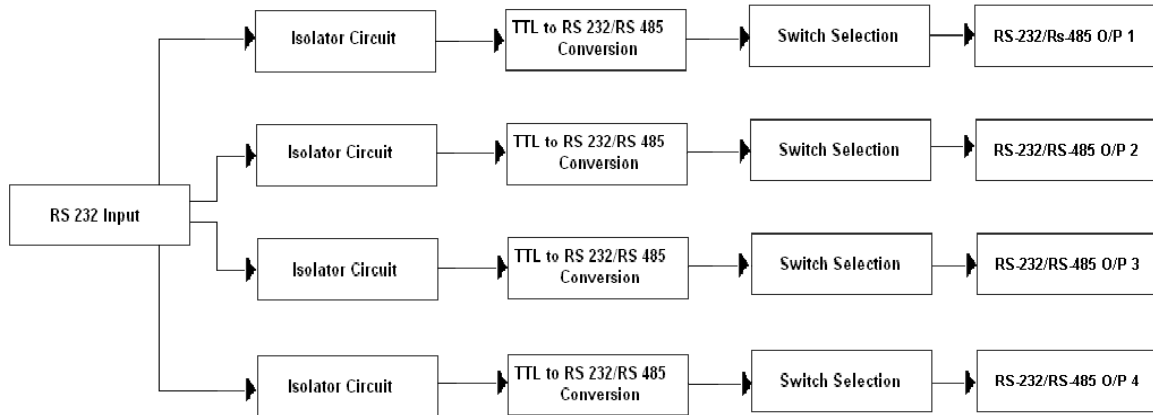 Isolator Circuit
TTL to RS 232/RS 485
Conversion
Switch Selection
RS-232/Rs-485 O/P 1
Isolator Circuit
TTL to RS 232/RS 485
Conversion
Switch Selection
RS-232/RS-485 O/P 2
RS 232 Input
Isolator Circuit
TTL to RS 232/RS 485
Conversion
Switch Selection
RS-232/RS-485 O/P 3
Isolator Circuit
TTL to RS 232/RS 485
Conversion
Switch Selection
RS-232/RS-485 O/P 4